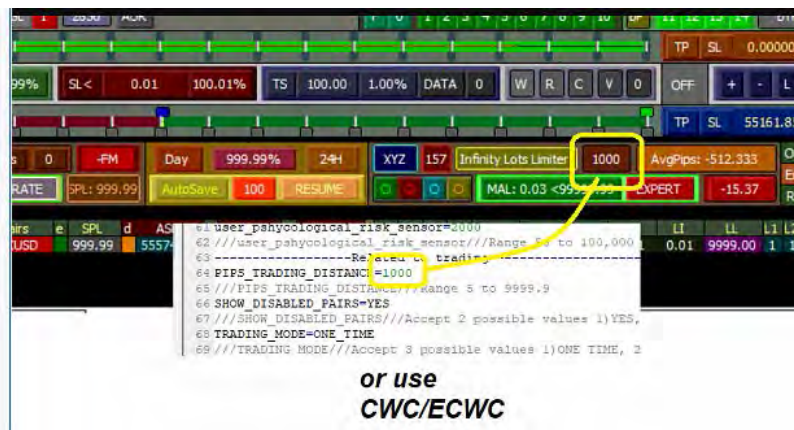 1 2830 ASK 1 0 1 2 3 4 5 6 7 8 9 10 DP 11 12 13 14
TP SL 0.00000
99% SL< 0.01 100.01% TS 100.00 1.00% DATA 0 W R C V 0 OFF + - L
TP SL 55161.8
s 0 -FM Day 999.99% 24H XYZ 157 Infinity Lots Limiter 1000 AvgPips: -512.333
RATE SPL: 999.99 AutoSave 100 RESUME MAL: 0.03 EXPERT -15.37
airs e SPL d LI LL L1
USD 999.99 5557 0.01 9999.00 1
61 user_pshycological_risk_sensor=2000
62 ///user_pshycological_risk_sensor///Range 50 to 100,000
63 Related to trading
64 PIPS_TRADING_DISTANCE=1000
65 ///PIPS_TRADING_DISTANCE///Range 5 to 9999.9
66 SHOW_DISABLED_PAIRS=YES
67 ///SHOW_DISABLED_PAIRS///Accept 2 possible values 1)YES,
68 TRADING_MODE=ONE_TIME
69 ///TRADING MODE///Accept 3 possible values 1)ONE TIME, 2
or use
CWC/ECWC